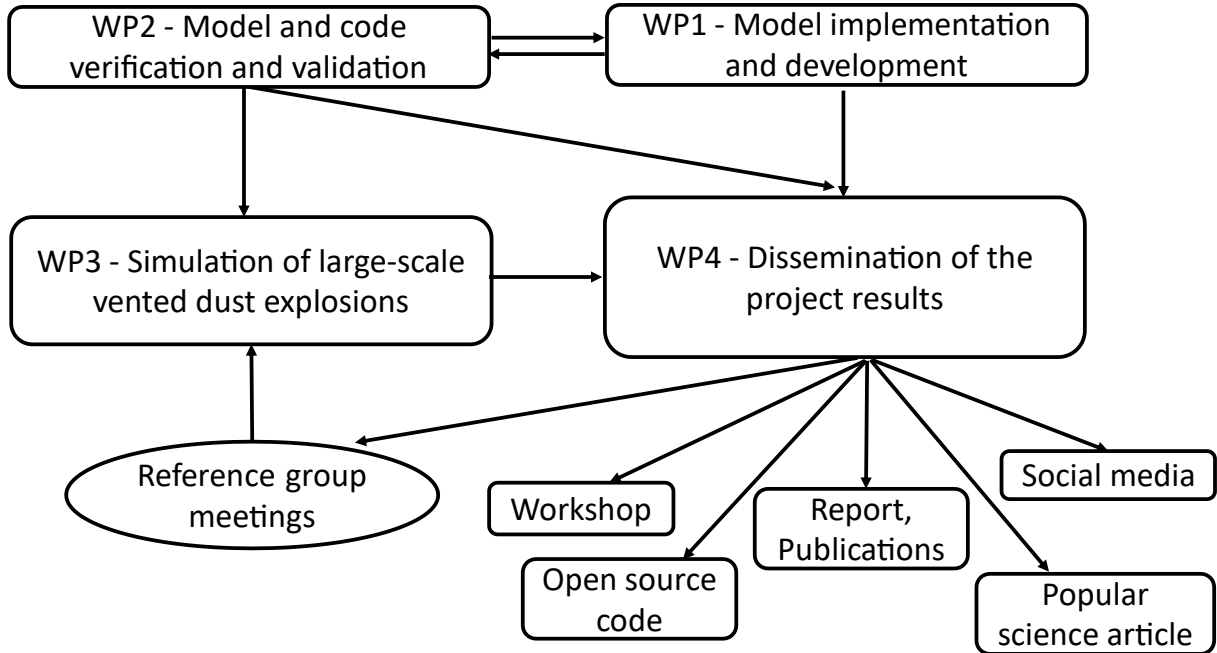 WP2 - Model and code
verification and validation
WP1 - Model implementation
and development
WP3 - Simulation of large-scale
vented dust explosions
WP4 - Dissemination of the
project results
Reference group
meetings
Workshop
Open source
code
Report,
Publications
Social media
Popular
science article